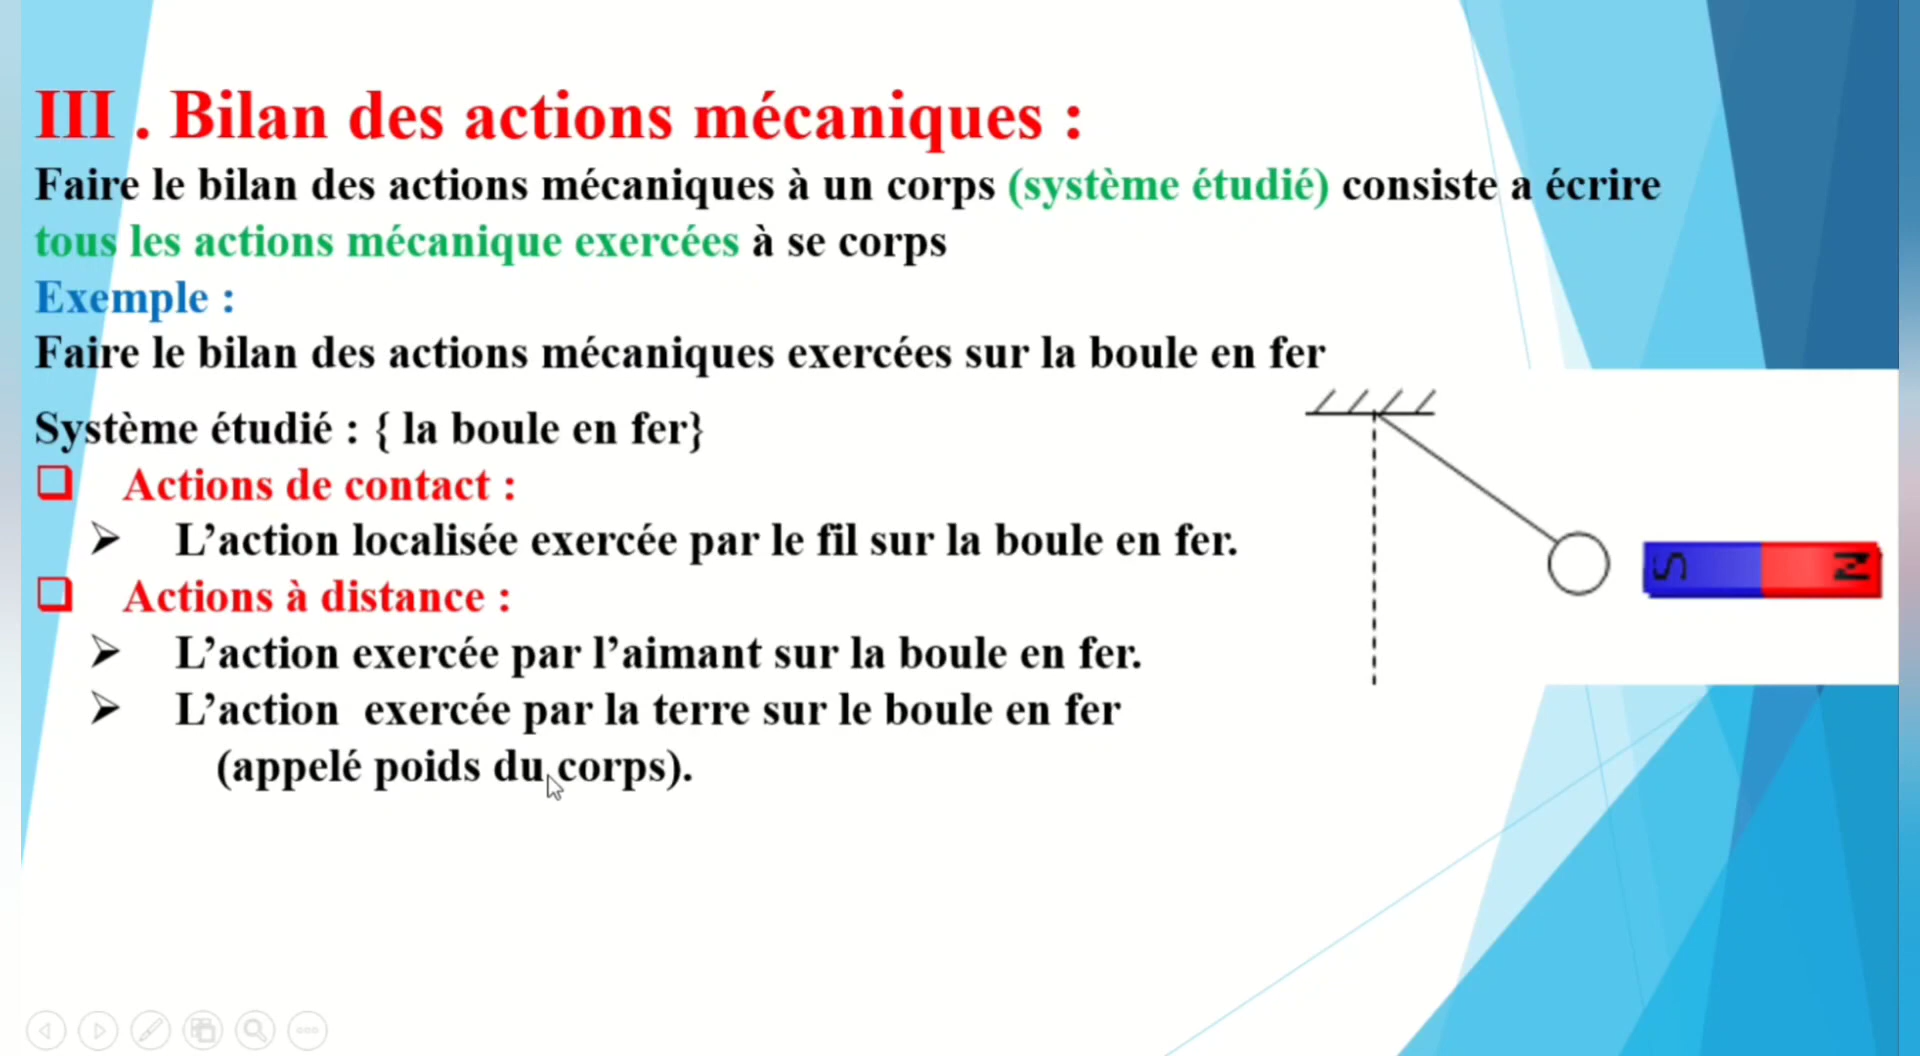 III . Bilan des actions mécaniques :
Faire le bilan des actions mécaniques à un corps (système étudié) consiste a écrire
tous les actions mécanique exercées à se corps
Exemple :
Faire le bilan des actions mécaniques exercées sur la boule en fer
Système étudié : { la boule en fer}
Actions de contact :
L’action localisée exercée par le fil sur la boule en fer.
Actions à distance :
L’action exercée par l’aimant sur la boule en fer.
L’action exercée par la terre sur le boule en fer
(appelé poids du corps).
S N